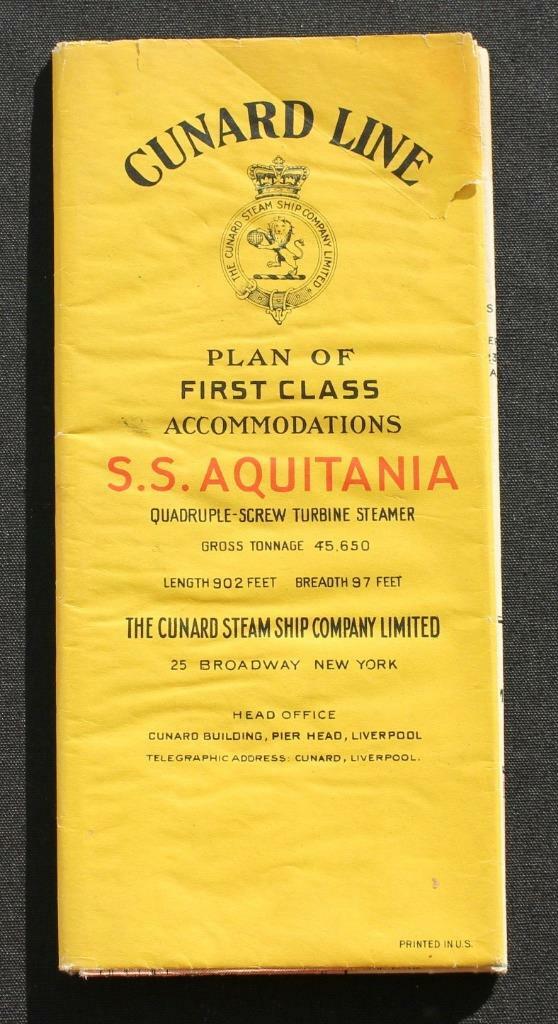 CUNARD LINE
THE CUNARD STEAM SHIP COMPANY LIMITED
PLAN OF
FIRST CLASS
ACCOMMODATIONS
S.S. AQUITANIA
QUADRUPLE-SCREW TURBINE STEAMER
GROSS TONNAGE 45,650
LENGTH 902 FEET BREADTH 97 FEET
THE CUNARD STEAM SHIP COMPANY LIMITED
25 BROADWAY NEW YORK
HEAD OFFICE
CUNARD BUILDING, PIER HEAD, LIVERPOOL
TELEGRAPHIC ADDRESS: CUNARD, LIVERPOOL.
PRINTED IN U.S.